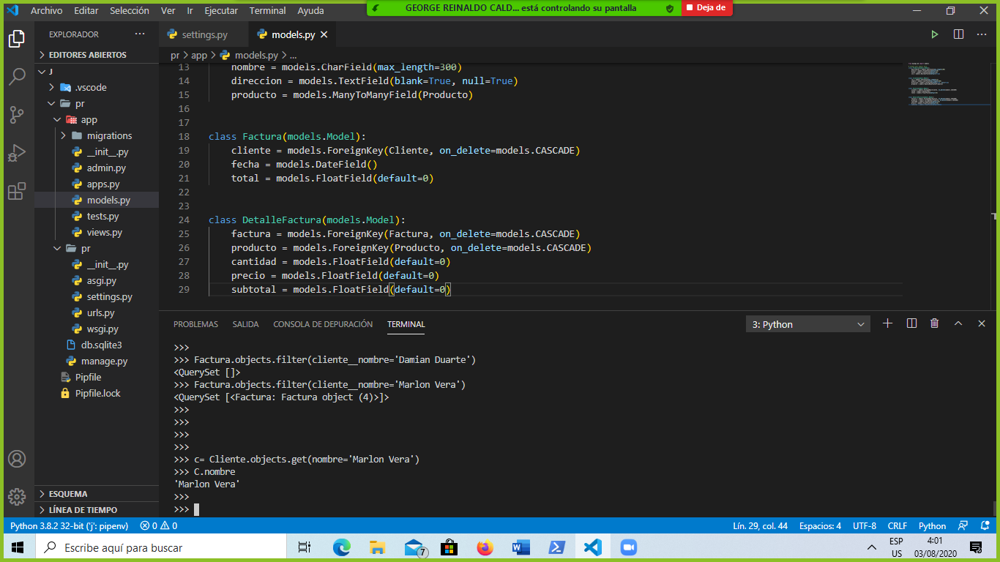 Archivo Editar Selección Ver Ir Ejecutar Terminal Ayuda
GEORGE REINALDO CALD... está controlando su pantalla
Deja de
EXPLORADOR
settings.py
models.py
EDITORES ABIERTOS
pr > app > models.py > ...
J
.vscode
pr
app
migrations
__init__.py
admin.py
apps.py
models.py
tests.py
views.py
pr
__init__.py
asgi.py
settings.py
urls.py
wsgi.py
db.sqlite3
manage.py
Pipfile
Pipfile.lock
ESQUEMA
LÍNEA DE TIEMPO
13 nombre = models.CharField(max_length=300)
14 direccion = models.TextField(blank=True, null=True)
15 producto = models.ManyToManyField(Producto)
16
17
18 class Factura(models.Model):
19 cliente = models.ForeignKey(Cliente, on_delete=models.CASCADE)
20 fecha = models.DateField()
21 total = models.FloatField(default=0)
22
23
24 class DetalleFactura(models.Model):
25 factura = models.ForeignKey(Factura, on_delete=models.CASCADE)
26 producto = models.ForeignKey(Producto, on_delete=models.CASCADE)
27 cantidad = models.FloatField(default=0)
28 precio = models.FloatField(default=0)
29 subtotal = models.FloatField(default=0)
PROBLEMAS SALIDA CONSOLA DE DEPURACIÓN TERMINAL
3: Python
>>>
>>> Factura.objects.filter(cliente__nombre='Damian Duarte')
<QuerySet []>
>>> Factura.objects.filter(cliente__nombre='Marlon Vera')
<QuerySet [<Factura: Factura object (4)>]>
>>>
>>>
>>>
>>>
>>> c= Cliente.objects.get(nombre='Marlon Vera')
>>> C.nombre
'Marlon Vera'
>>>
>>>
Python 3.8.2 32-bit ('j': pipenv) 0 0
Lín. 29, col. 44 Espacios: 4 UTF-8 CRLF Python
Escribe aquí para buscar
7
ESP
US
4:01
03/08/2020